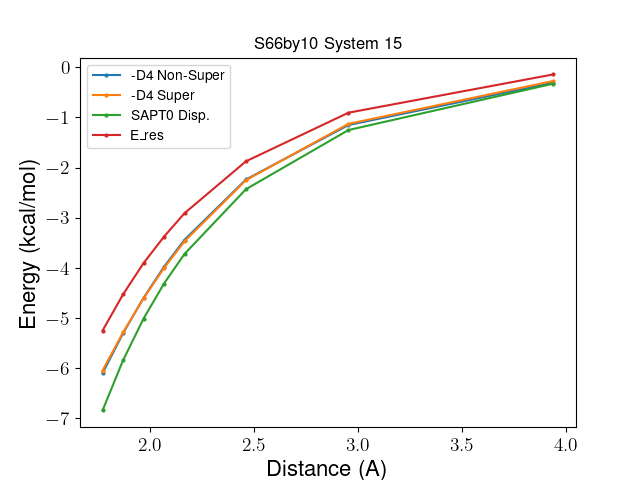 S66by10 System 15
-D4 Non-Super
-D4 Super
SAPT0 Disp.
E_res
Energy (kcal/mol)
0
−1
−2
−3
−4
−5
−6
−7
2.0 2.5 3.0 3.5 4.0
Distance (A)